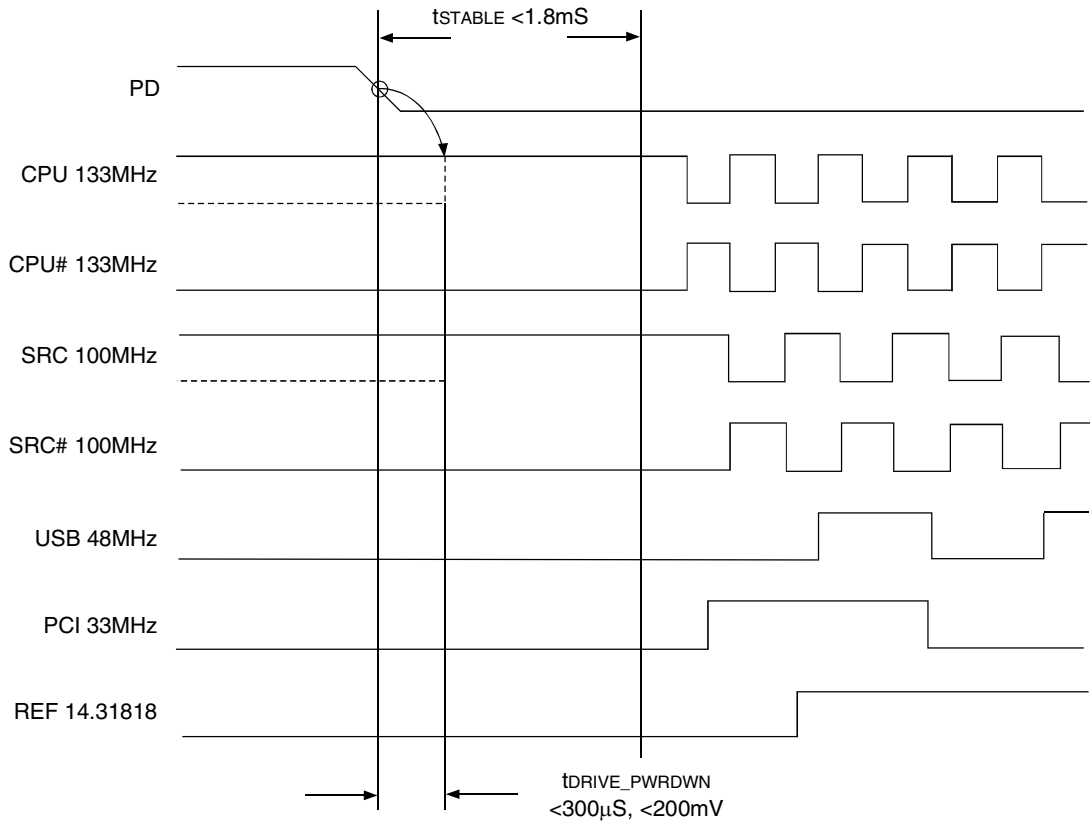 tSTABLE <1.8mS
PD
CPU 133MHz
CPU# 133MHz
SRC 100MHz
SRC# 100MHz
USB 48MHz
PCI 33MHz
REF 14.31818
tDRIVE_PWRDWN
<300μS, <200mV